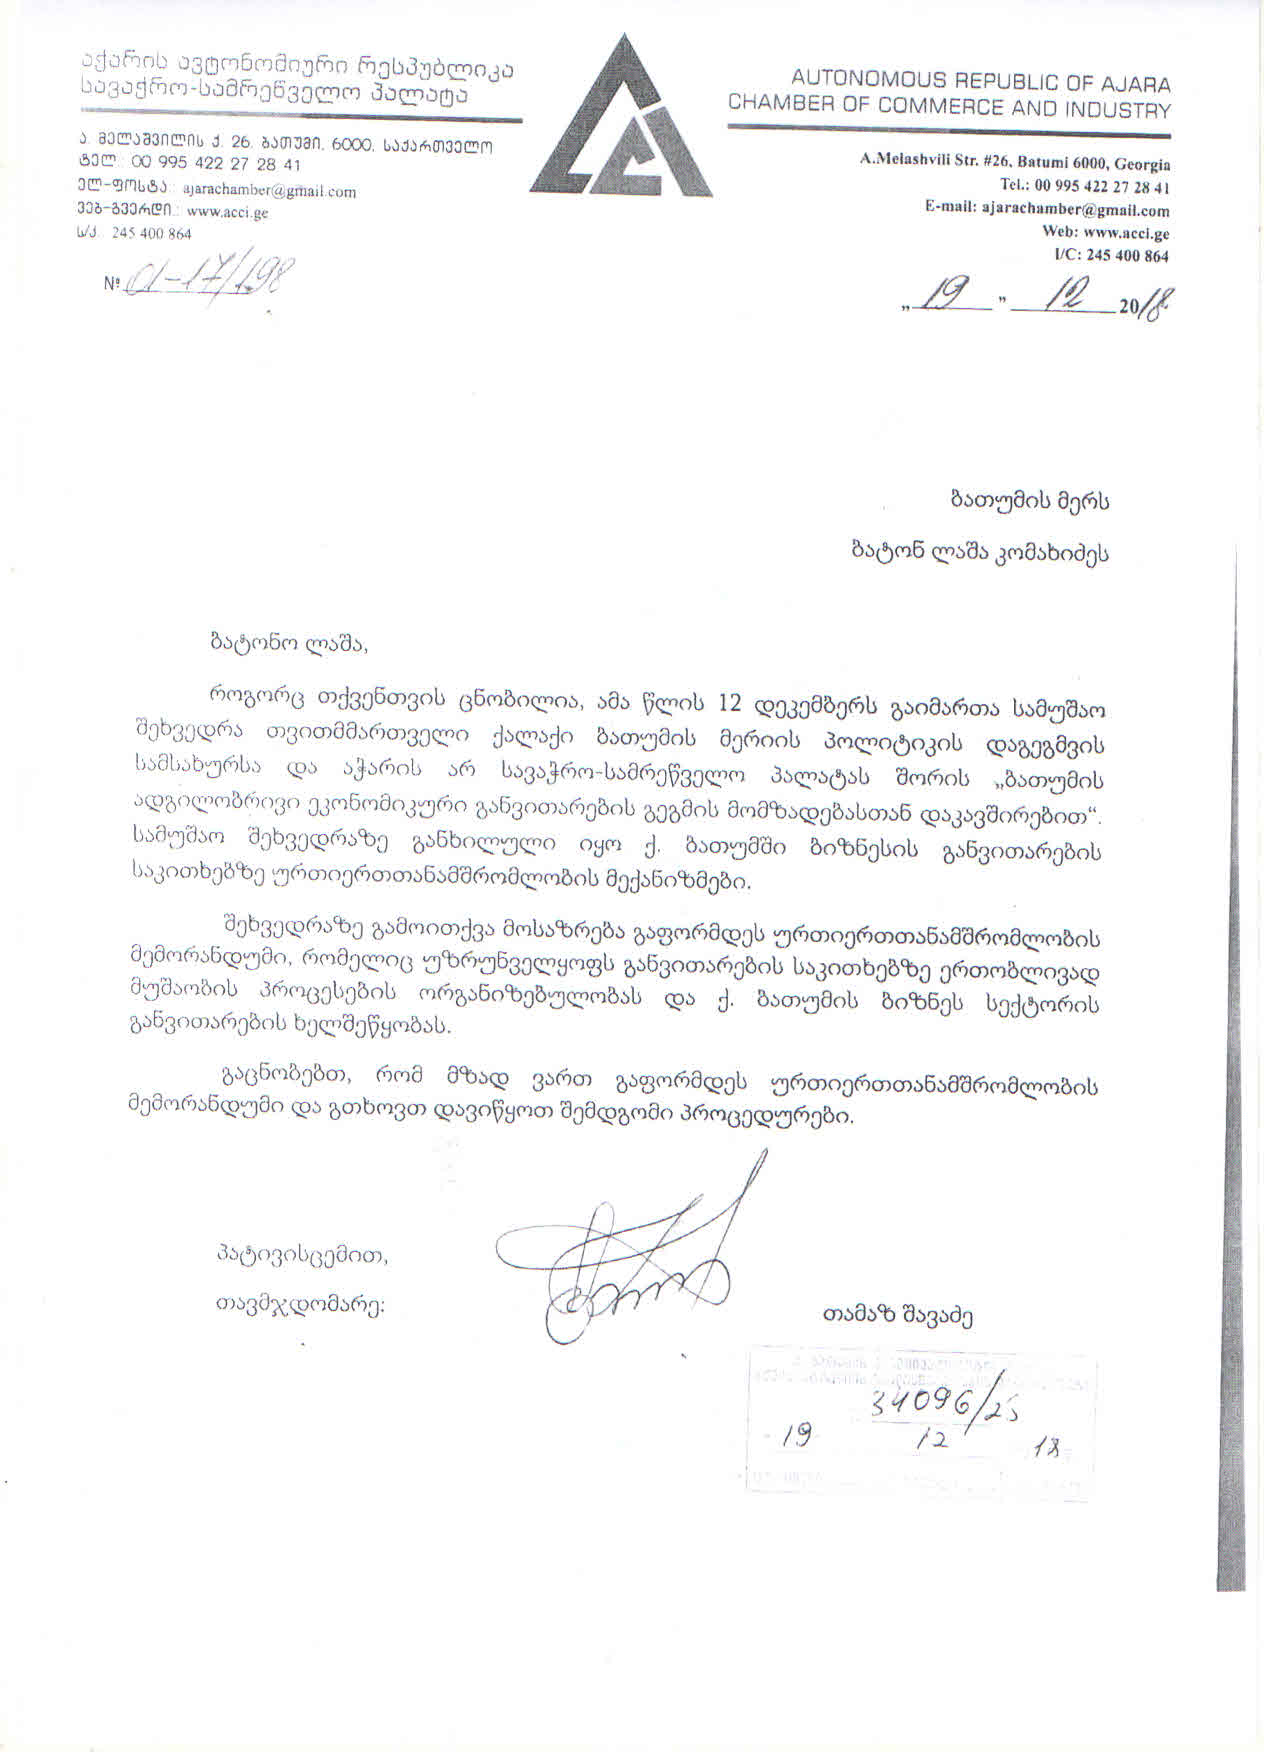 აჭარის ავტონომიური რესპუბლიკა
სავაჭრო-სამრეწველო პალატა
AUTONOMOUS REPUBLIC OF AJARA
CHAMBER OF COMMERCE AND INDUSTRY
ა. მელაშვილის ქ. 26, ბათუმი, 6000, საქართველო
ტელ.: 00 995 422 27 28 41
ელ-ფოსტა.: ajarachamber@gmail.com
ვებ-გვერდი.: www.acci.ge
ს/კ.: 245 400 864
A.Melashvili Str. #26, Batumi 6000, Georgia
Tel.: 00 995 422 27 28 41
E-mail: ajarachamber@gmail.com
Web: www.acci.ge
I/C: 245 400 864
№ 01-17/198
„19” 12 2018
ბათუმის მერს
ბატონ ლაშა კომახიძეს
ბატონო ლაშა,
როგორც თქვენთვის ცნობილია, ამა წლის 12 დეკემბერს გაიმართა სამუშაო
შეხვედრა თვითმმართველი ქალაქი ბათუმის მერიის პოლიტიკის დაგეგმვის
სამსახურსა და აჭარის არ სავაჭრო-სამრეწველო პალატას შორის „ბათუმის
ადგილობრივი ეკონომიკური განვითარების გეგმის მომზადებასთან დაკავშირებით“.
სამუშაო შეხვედრაზე განხილული იყო ქ. ბათუმში ბიზნესის განვითარების
საკითხებზე ურთიერთთანამშრომლობის მექანიზმები.
შეხვედრაზე გამოითქვა მოსაზრება გაფორმდეს ურთიერთთანამშრომლობის
მემორანდუმი, რომელიც უზრუნველყოფს განვითარების საკითხებზე ერთობლივად
მუშაობის პროცესების ორგანიზებულობას და ქ. ბათუმის ბიზნეს სექტორის
განვითარების ხელშეწყობას.
გაცნობებთ, რომ მზად ვართ გაფორმდეს ურთიერთთანამშრომლობის
მემორანდუმი და გთხოვთ დავიწყოთ შემდგომი პროცედურები.
პატივისცემით,
თავმჯდომარე:
თამაზ შავაძე
34096/25
19 12 18